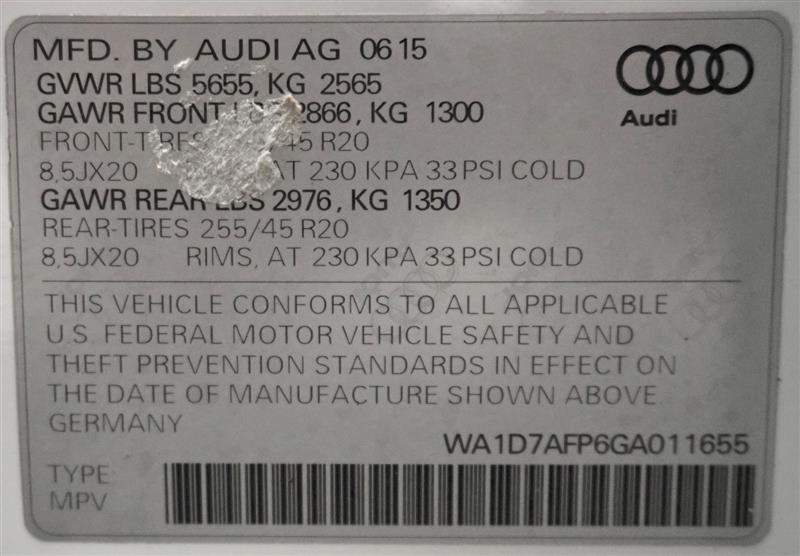 MFD. BY AUDI AG 06 15
GVWR LBS 5655, KG 2565
GAWR FRONT 2866, KG 1300
45 R20
8,5JX20 AT 230 KPA 33 PSI COLD
GAWR REAR LBS 2976, KG 1350
REAR-TIRES 255/45 R20
8,5JX20 RIMS, AT 230 KPA 33 PSI COLD
Audi
THIS VEHICLE CONFORMS TO ALL APPLICABLE
U.S. FEDERAL MOTOR VEHICLE SAFETY AND
THEFT PREVENTION STANDARDS IN EFFECT ON
THE DATE OF MANUFACTURE SHOWN ABOVE.
GERMANY
WA1D7AFP6GA011655
TYPE
MPV